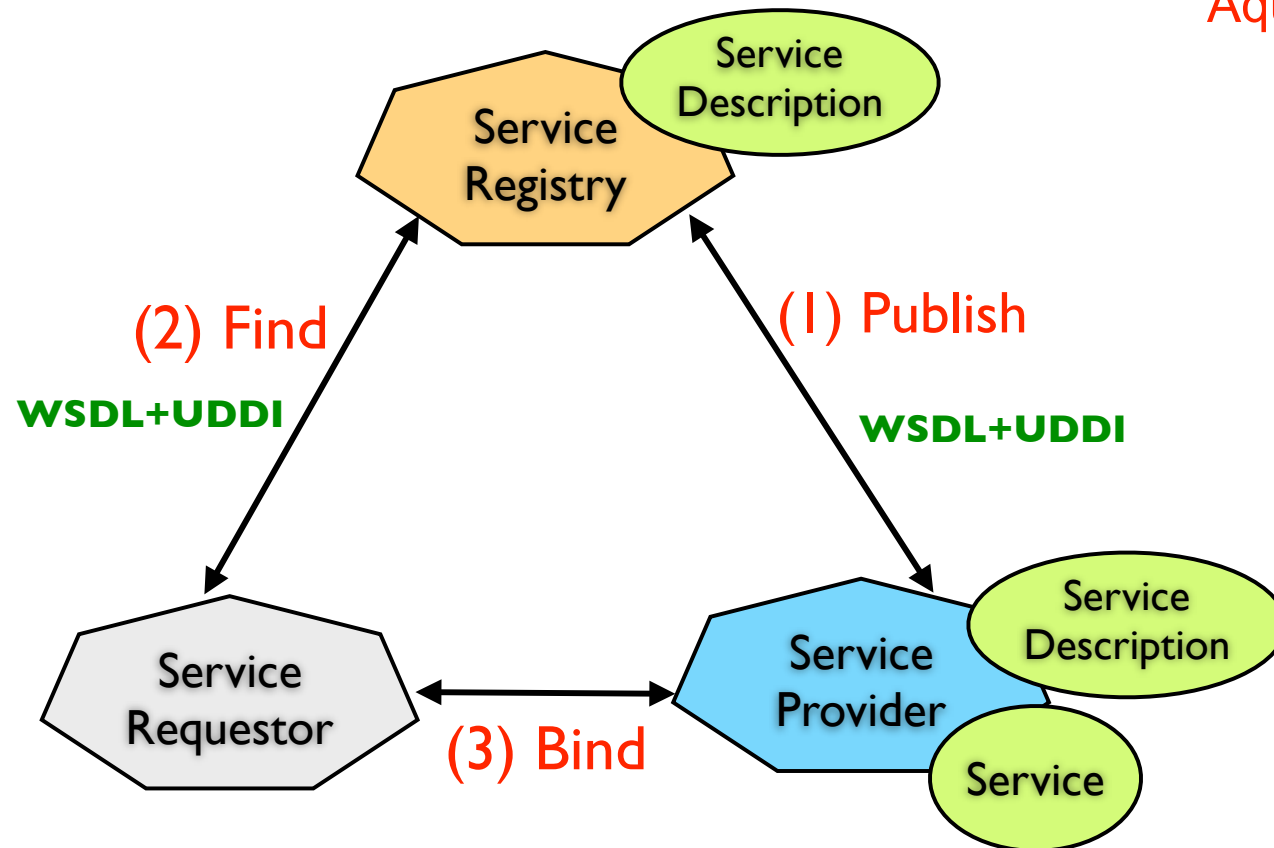 Service
Description
Service
Registry
(2) Find
(1) Publish
WSDL+UDDI
WSDL+UDDI
Service
Description
Service
Requestor
Service
Provider
(3) Bind
Service